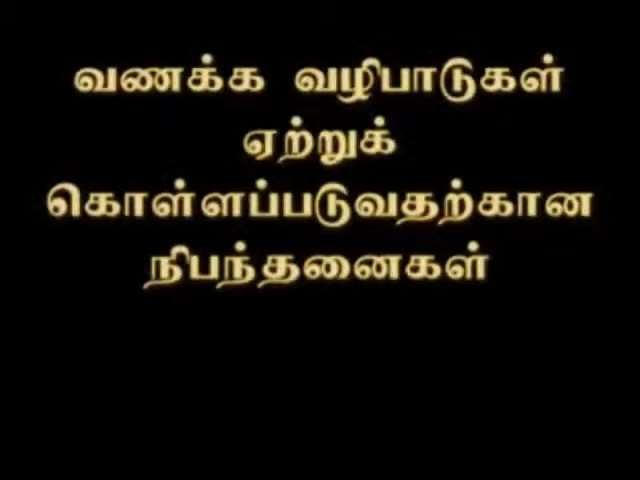 வணக்க வழிபாடுகள்
ஏற்றுக்
கொள்ளப்படுவதற்கான
நிபந்தனைகள்